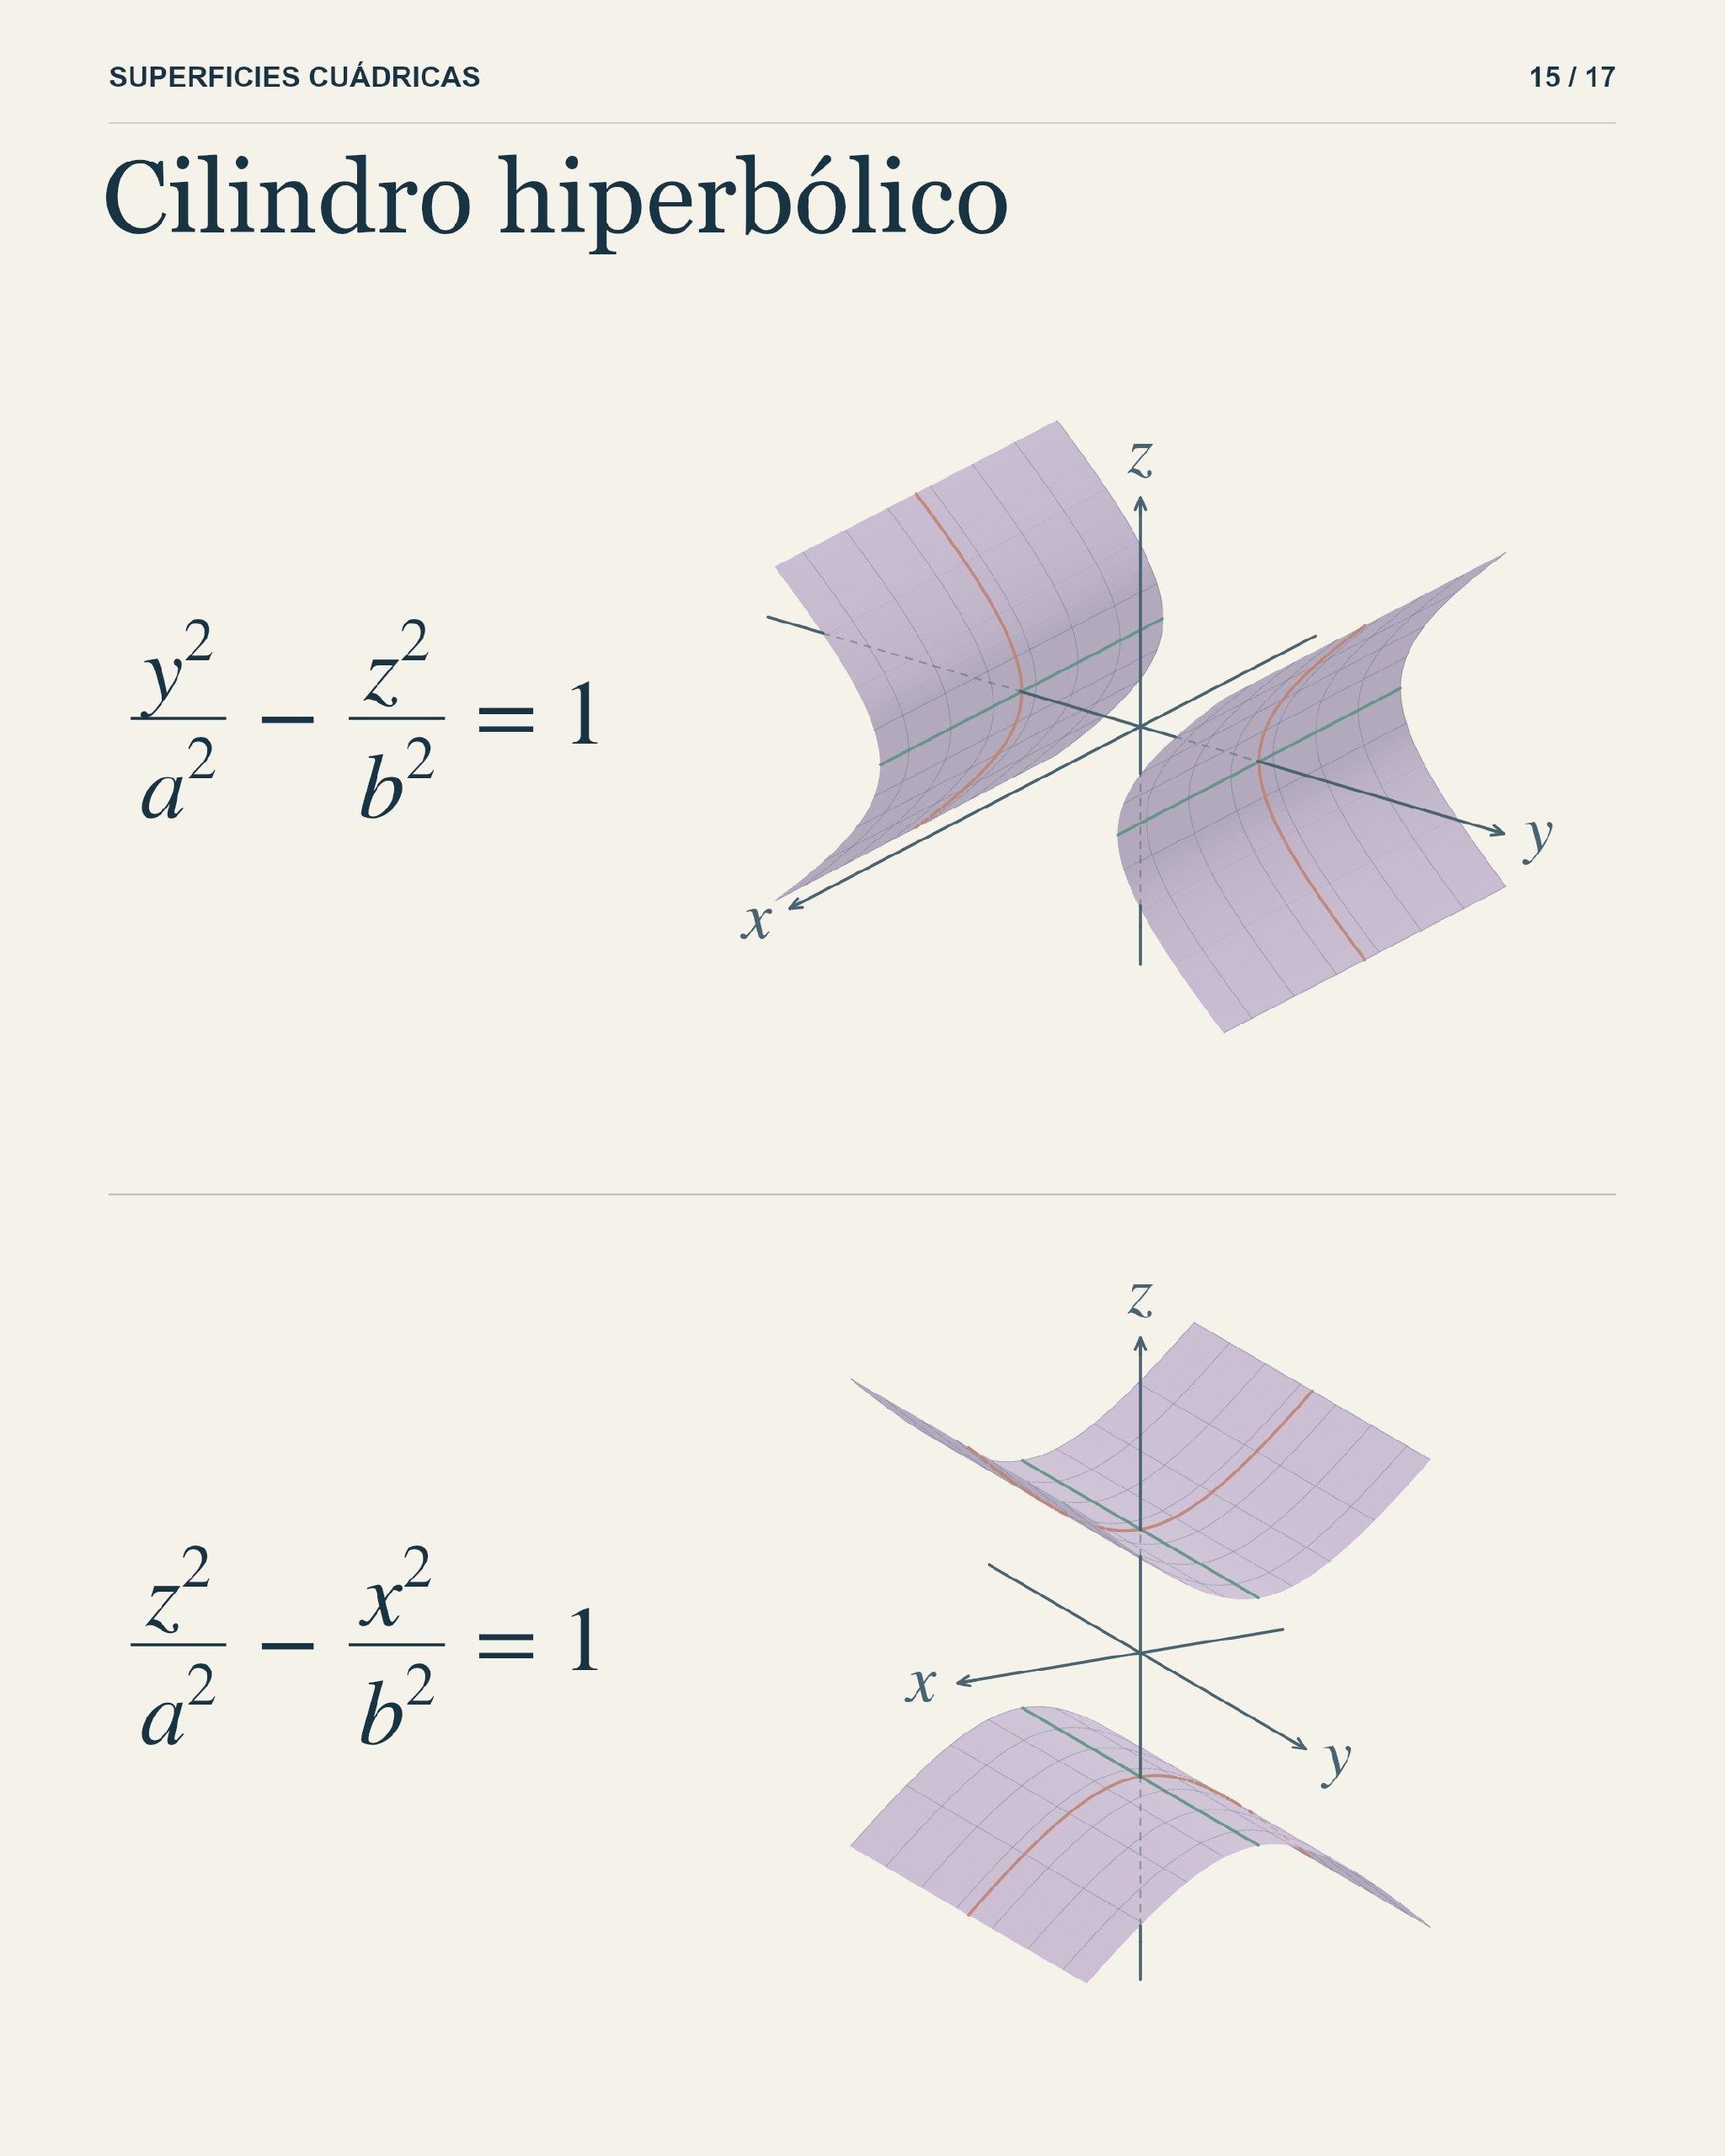 SUPERFICIES CUÁDRICAS
15 / 17
Cilindro hiperbólico
z
y²/a² − z²/b² = 1
y
x
z
z²/a² − x²/b² = 1
x
y